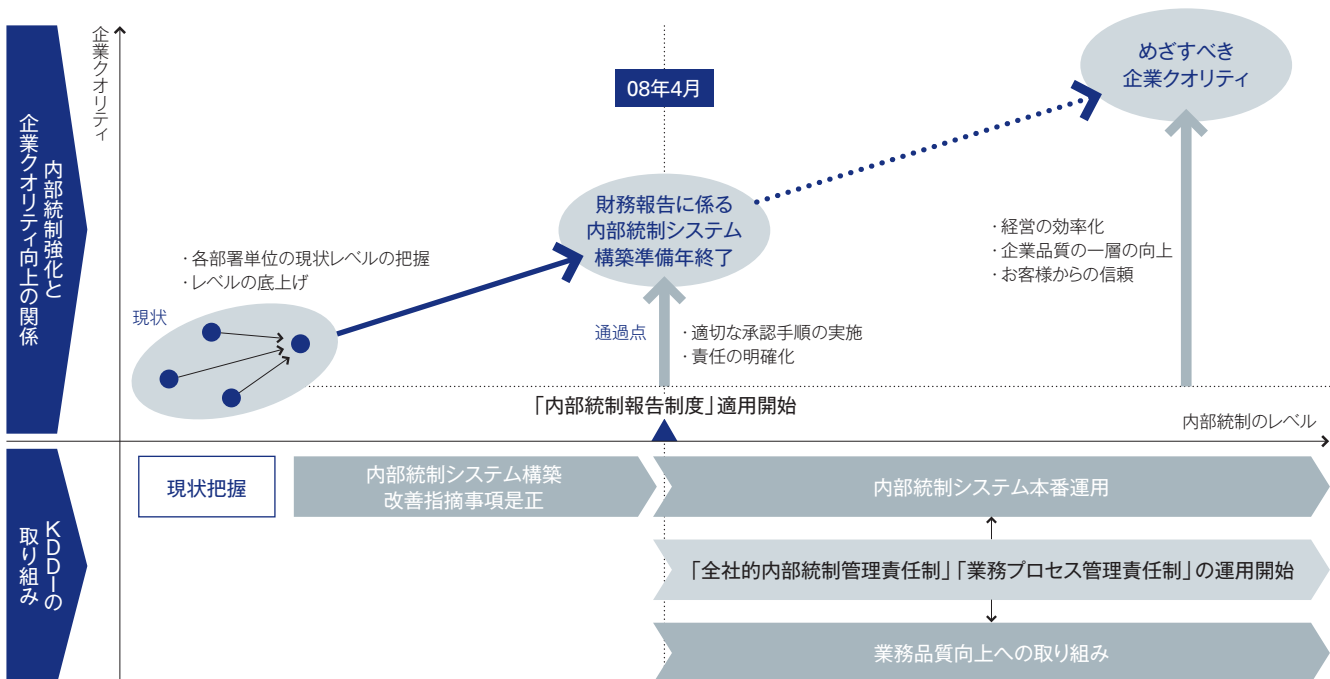 内部統制強化と
企業クオリティ向上の関係
企業クオリティ
08年4月
めざすべき
企業クオリティ
財務報告に係る
内部統制システム
構築準備年終了
・経営の効率化
・企業品質の一層の向上
・お客様からの信頼
・各部署単位の現状レベルの把握
・レベルの底上げ
現状
通過点
・適切な承認手順の実施
・責任の明確化
「内部統制報告制度」適用開始
内部統制のレベル
KDDIの
取り組み
現状把握
内部統制システム構築
改善指摘事項是正
内部統制システム本番運用
「全社的内部統制管理責任制」「業務プロセス管理責任制」の運用開始
業務品質向上への取り組み